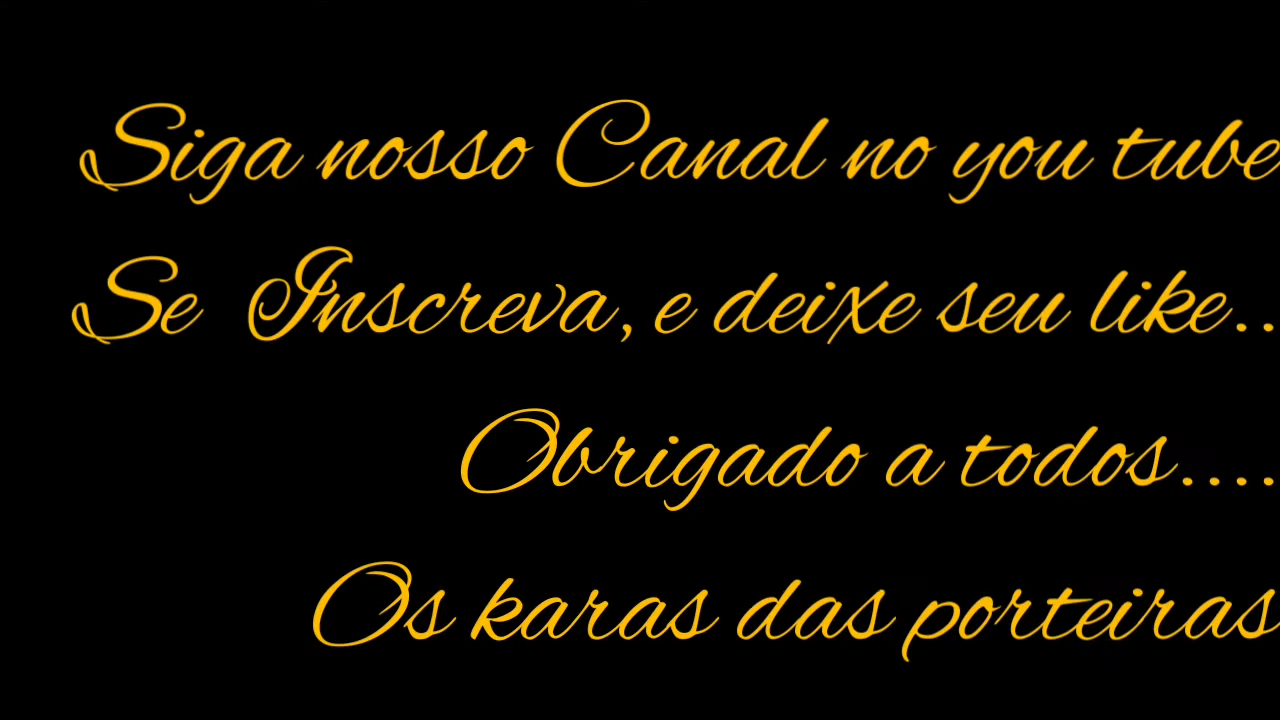 Siga nosso Canal no you tube
Se Inscreva, e deixe seu like..
Obrigado a todos....
Os karas das porteiras